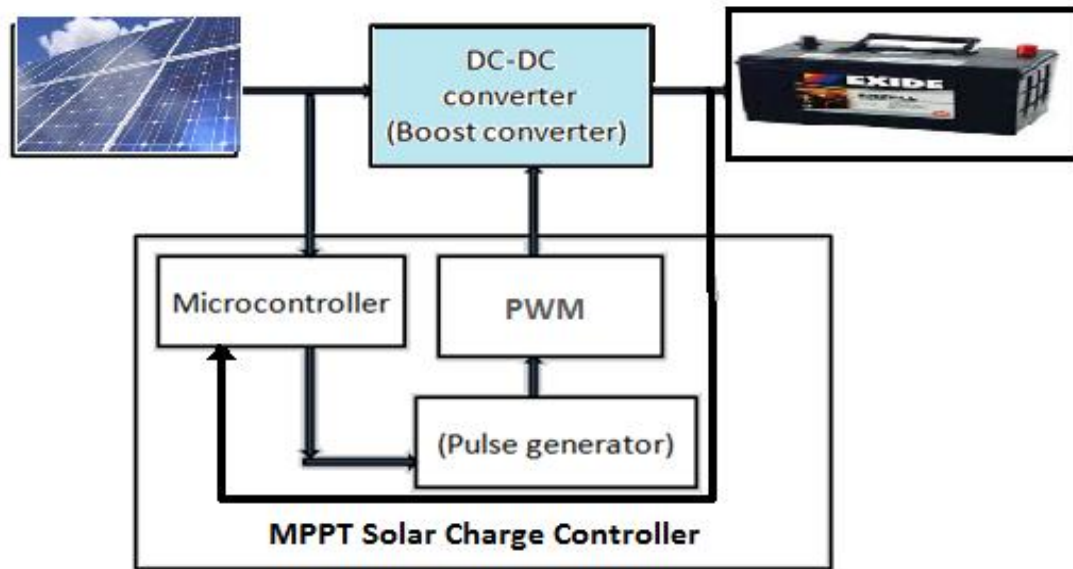 DC-DC
converter
(Boost converter)
EXIDE
Microcontroller
PWM
(Pulse generator)
MPPT Solar Charge Controller